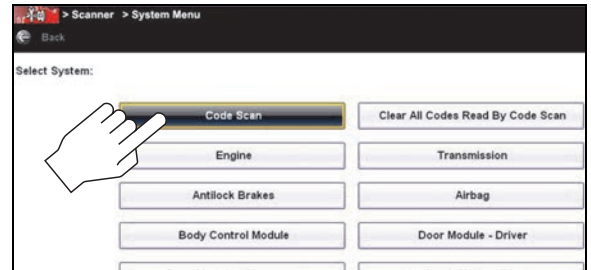 > Scanner > System Menu
Back
Select System:
Code Scan
Clear All Codes Read By Code Scan
Engine
Transmission
Antilock Brakes
Airbag
Body Control Module
Door Module - Driver